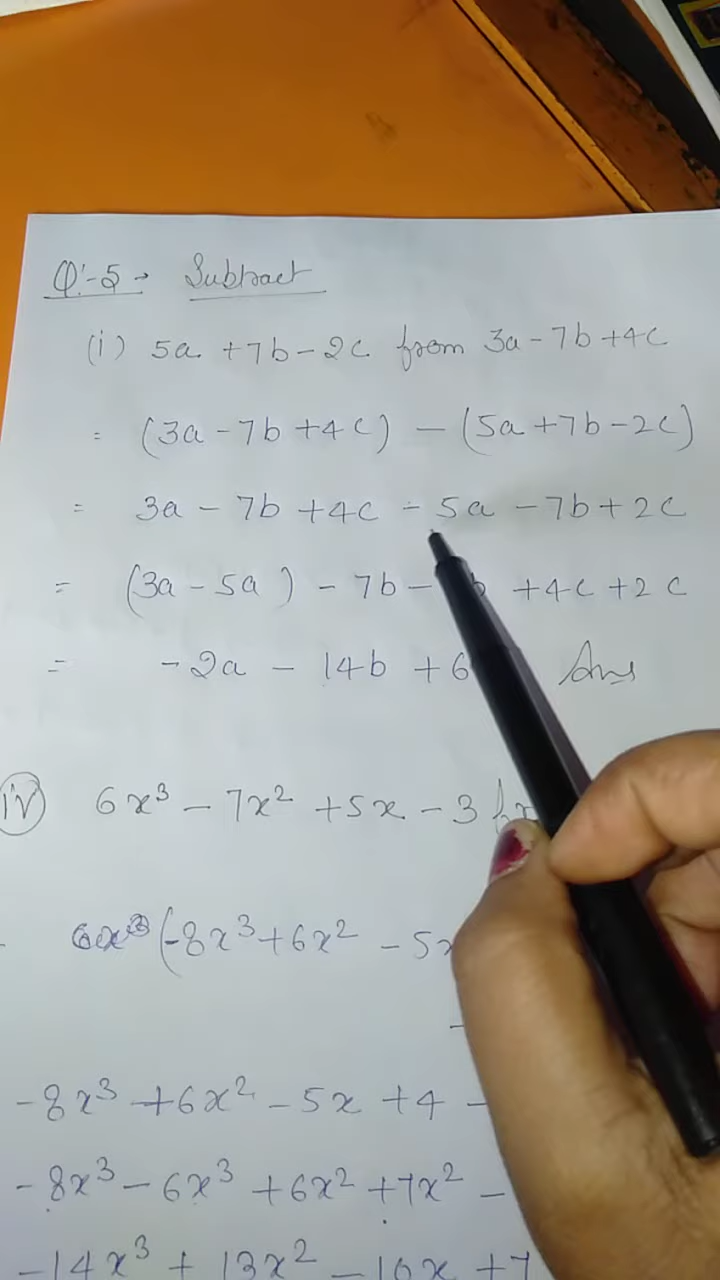 Q:-5→ Subtract
(i) 5a + 7b - 2c from 3a - 7b + 4c
= (3a - 7b + 4c) - (5a + 7b - 2c)
= 3a - 7b + 4c - 5a - 7b + 2c
= (3a - 5a) - 7b - b + 4c + 2c
= -2a - 14b + 6 Ans
(iv) 6x³ - 7x² + 5x - 3
(-8x³ + 6x² - 5x
-8x³ + 6x² - 5x + 4 -
-8x³ - 6x³ + 6x² + 7x² -
-14x³ + 13x² - 10x + 7